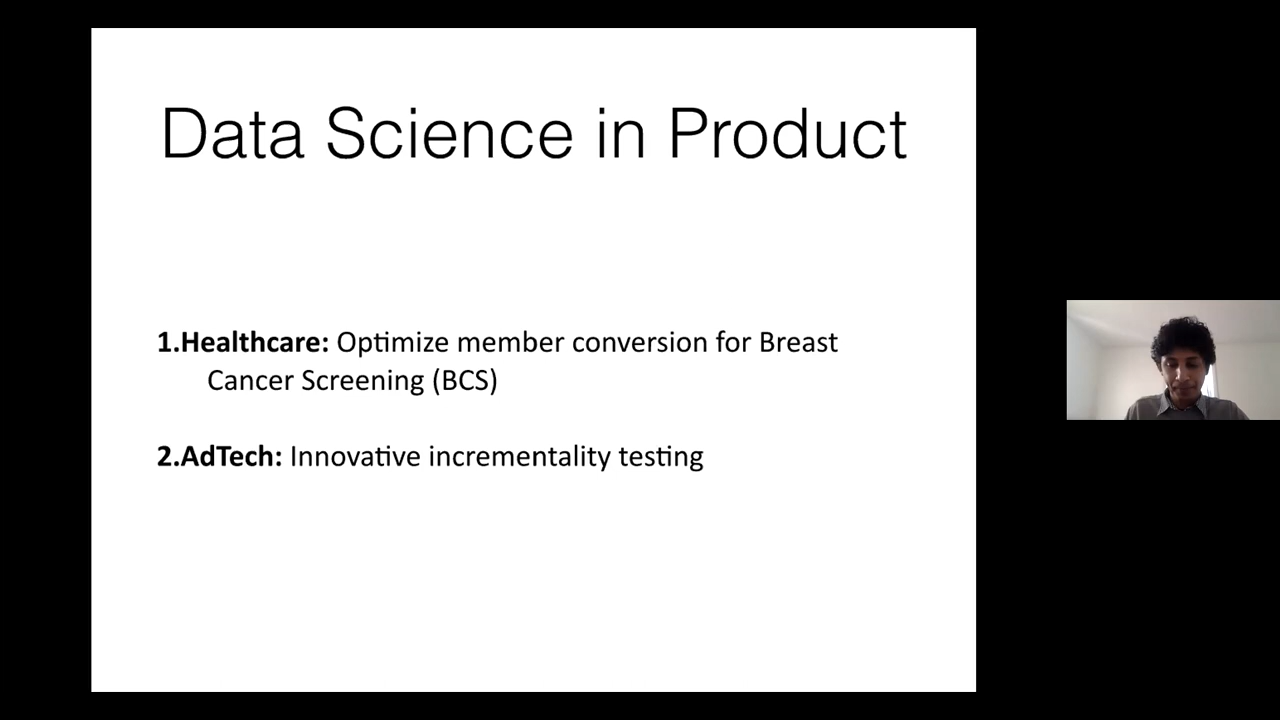 Data Science in Product
1.Healthcare: Optimize member conversion for Breast
Cancer Screening (BCS)
2.AdTech: Innovative incrementality testing